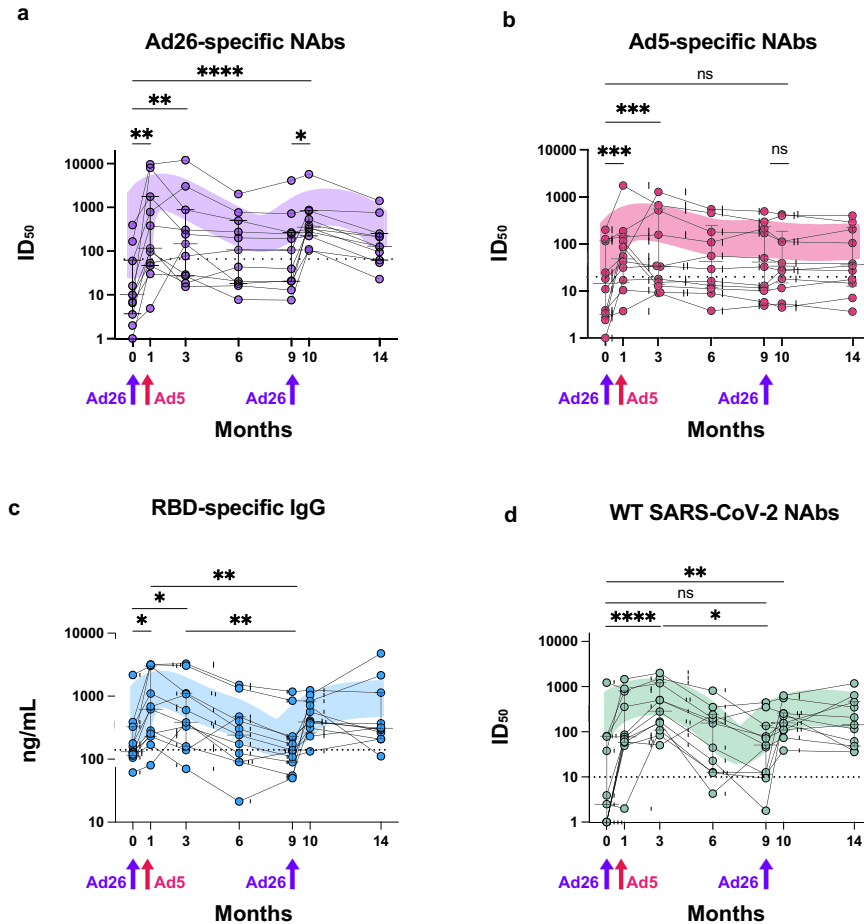 a
Ad26-specific NAbs
****
**
** *
10000
1000
100
10
1
ID50
0 1 3 6 9 10 14
Ad26 Ad5 Ad26
Months
b
Ad5-specific NAbs
ns
***
*** ns
10000
1000
100
10
1
ID50
0 1 3 6 9 10 14
Ad26 Ad5 Ad26
Months
c
RBD-specific IgG
**
*
* **
10000
1000
100
10
ng/mL
0 1 3 6 9 10 14
Ad26 Ad5 Ad26
Months
d
WT SARS-CoV-2 NAbs
**
ns
**** *
10000
1000
100
10
1
ID50
0 1 3 6 9 10 14
Ad26 Ad5 Ad26
Months